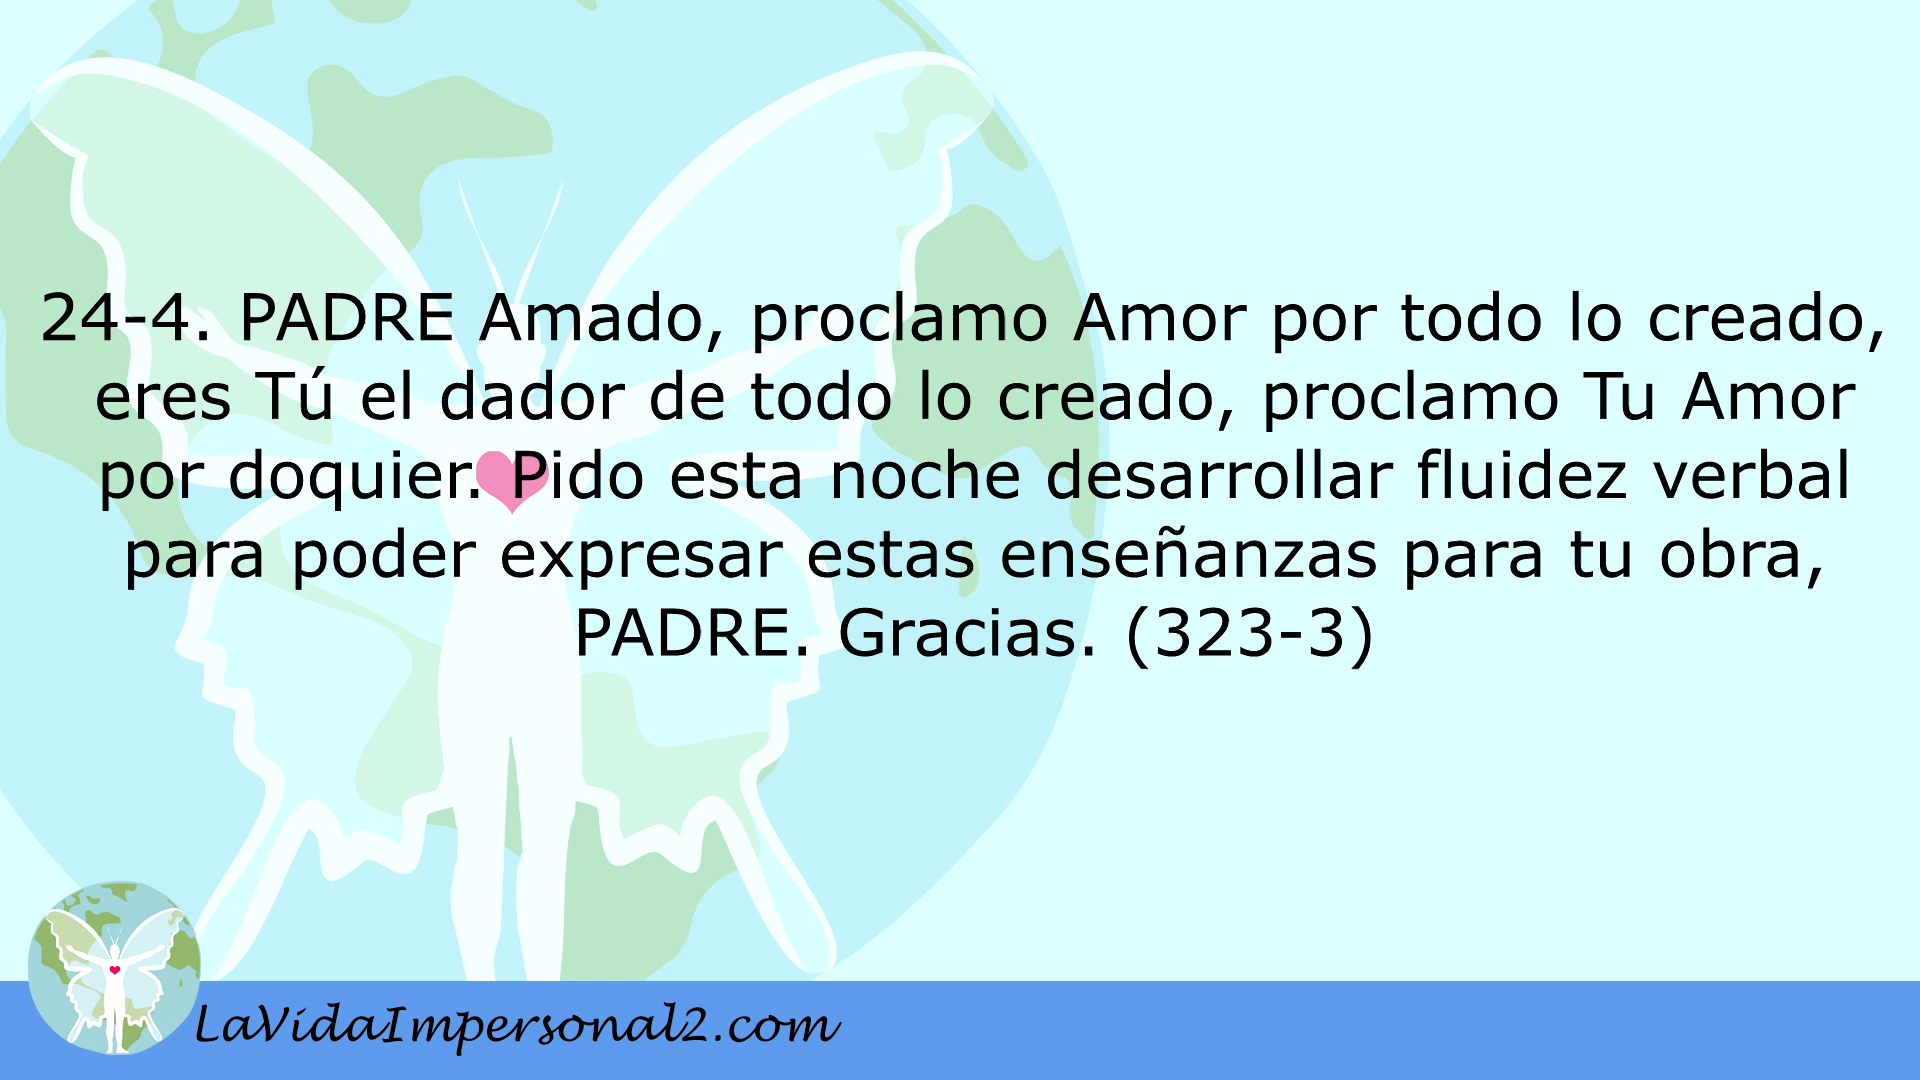 24-4. PADRE Amado, proclamo Amor por todo lo creado,
eres Tú el dador de todo lo creado, proclamo Tu Amor
por doquier. Pido esta noche desarrollar fluidez verbal
para poder expresar estas enseñanzas para tu obra,
PADRE. Gracias. (323-3)
LaVidaImpersonal2.com